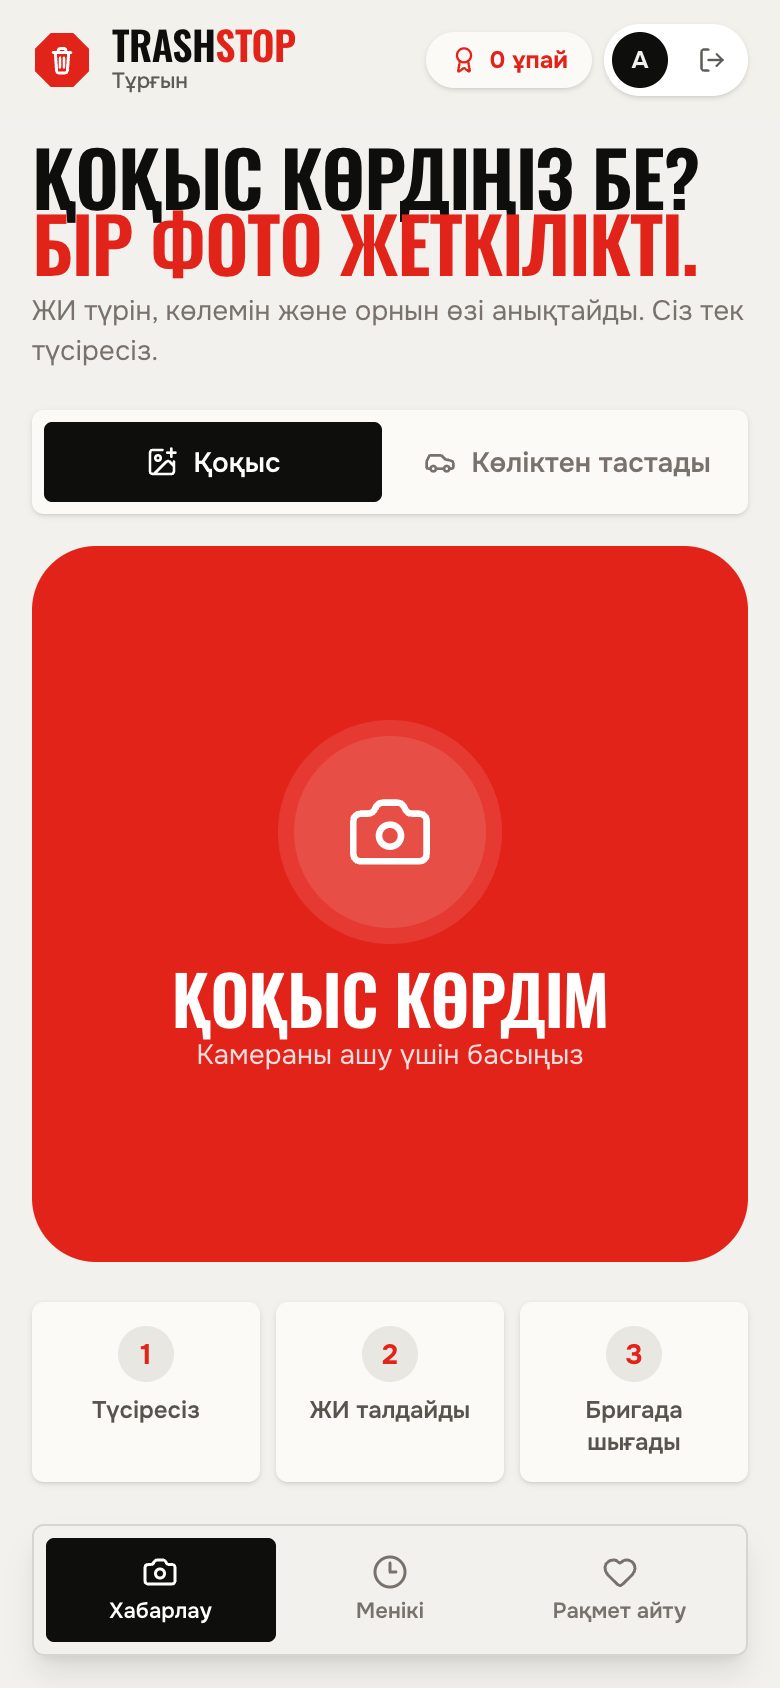 TRASHSTOP
Тұрғын
0 ұпай
A
ҚОҚЫС КӨРДІҢІЗ БЕ?
БІР ФОТО ЖЕТКІЛІКТІ.
ЖИ түрін, көлемін және орнын өзі анықтайды. Сіз тек
түсіресіз.
Қоқыс
Көліктен тастады
ҚОҚЫС КӨРДІМ
Камераны ашу үшін басыңыз
1
Түсіресіз
2
ЖИ талдайды
3
Бригада
шығады
Хабарлау
Менікі
Рақмет айту